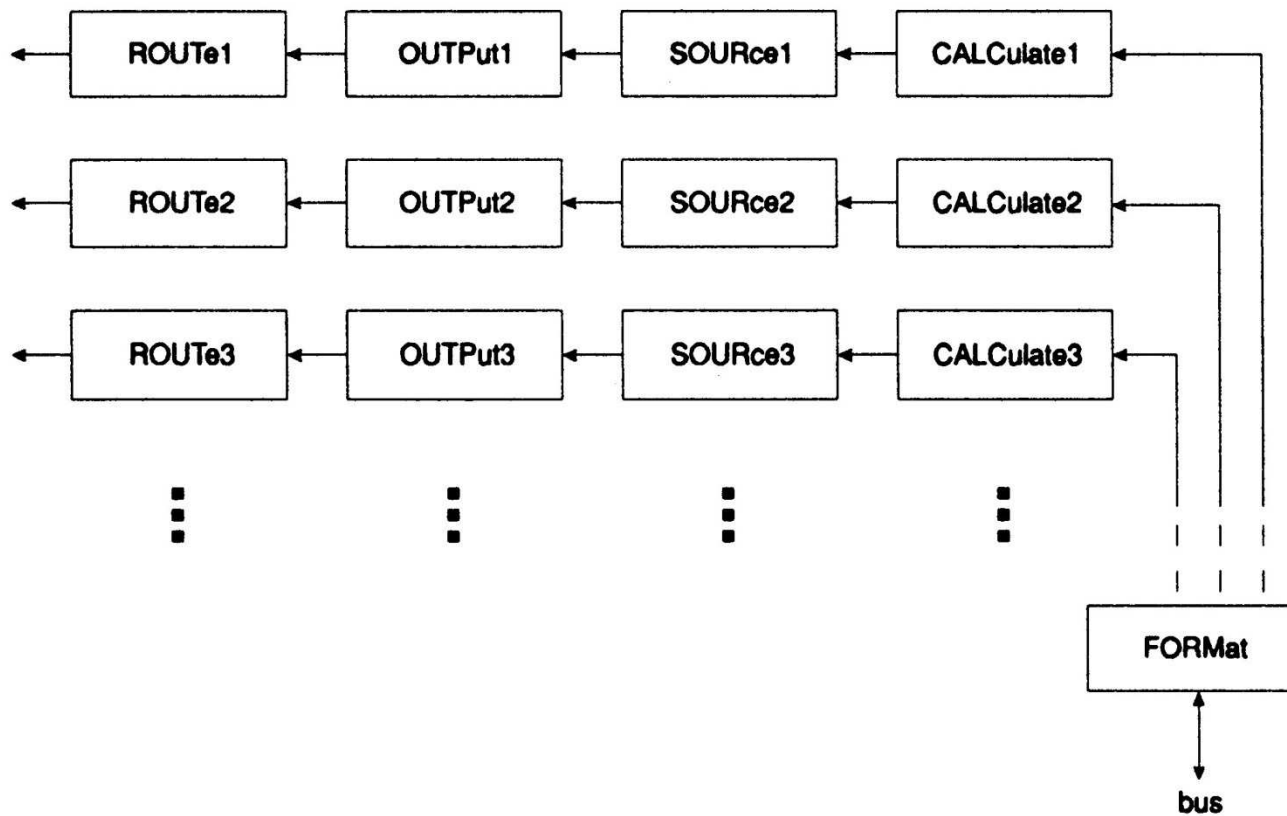 ROUTe1 OUTPut1 SOURce1 CALCulate1
ROUTe2 OUTPut2 SOURce2 CALCulate2
ROUTe3 OUTPut3 SOURce3 CALCulate3
FORMat
bus